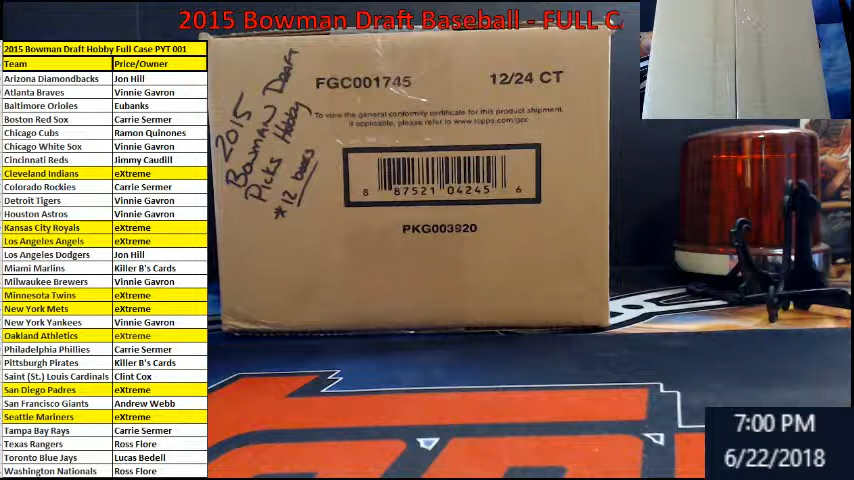 2015 Bowman Draft Baseball - FULL C
2015 Bowman Draft Hobby Full Case PYT 001
Team Price/Owner
Arizona Diamondbacks Jon Hill
Atlanta Braves Vinnie Gavron
Baltimore Orioles Eubanks
Boston Red Sox Carrie Sermer
Chicago Cubs Ramon Quinones
Chicago White Sox Vinnie Gavron
Cincinnati Reds Jimmy Caudill
Cleveland Indians eXtreme
Colorado Rockies Carrie Sermer
Detroit Tigers Vinnie Gavron
Houston Astros Vinnie Gavron
Kansas City Royals eXtreme
Los Angeles Angels eXtreme
Los Angeles Dodgers Jon Hill
Miami Marlins Killer B's Cards
Milwaukee Brewers Vinnie Gavron
Minnesota Twins eXtreme
New York Mets eXtreme
New York Yankees Vinnie Gavron
Oakland Athletics eXtreme
Philadelphia Phillies Carrie Sermer
Pittsburgh Pirates Killer B's Cards
Saint (St.) Louis Cardinals Clint Cox
San Diego Padres eXtreme
San Francisco Giants Andrew Webb
Seattle Mariners eXtreme
Tampa Bay Rays Carrie Sermer
Texas Rangers Ross Flore
Toronto Blue Jays Lucas Bedell
Washington Nationals Ross Flore
2015
Bowman Draft
Picks Hobby
*12 boxes
FGC001745 12/24 CT
To view the general conformity certificate for this product shipment,
if applicable, please refer to www.topps.com/gcc
8 87521 04245 6
PKG003920
7:00 PM
6/22/2018